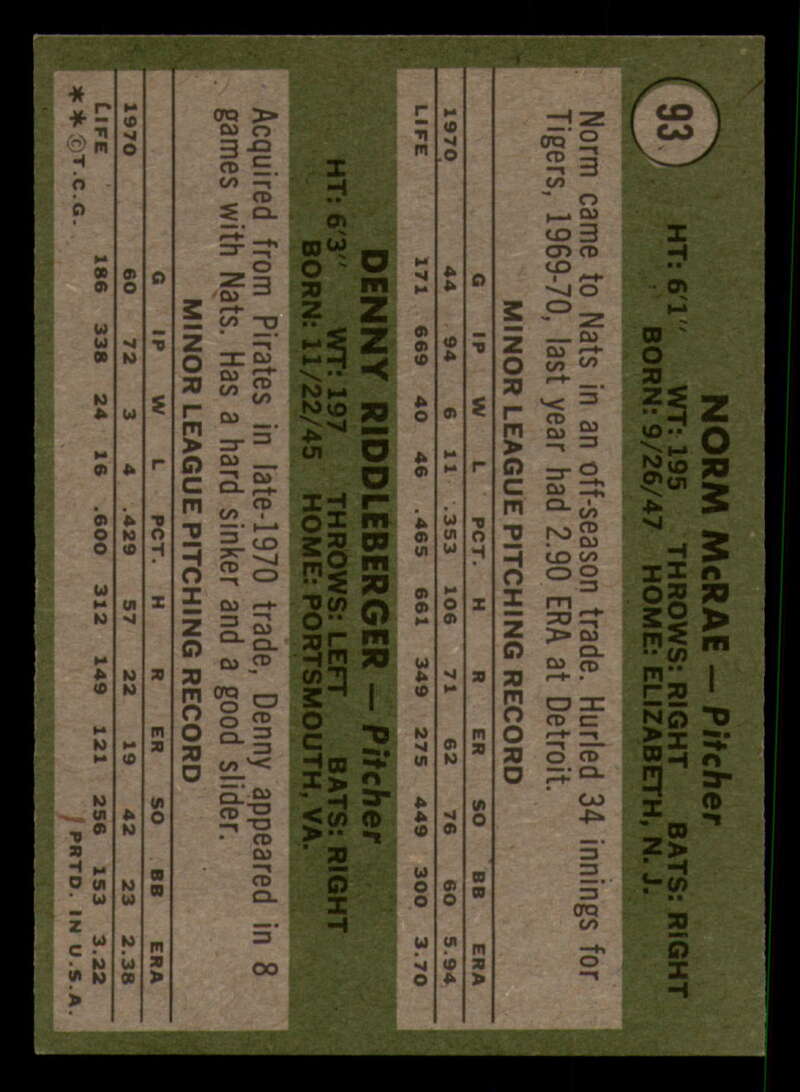 93
NORM McRAE — Pitcher
HT: 6'1" WT: 195 THROWS: RIGHT BATS: RIGHT
BORN: 9/26/47 HOME: ELIZABETH, N.J.
Norm came to Nats in an off-season trade. Hurled 34 innings for
Tigers, 1969-70, last year had 2.90 ERA at Detroit.
MINOR LEAGUE PITCHING RECORD
G IP W L PCT. H R ER SO BB ERA
1970 44 94 6 11 .353 106 71 62 76 60 5.94
LIFE 171 669 40 46 .465 661 349 275 449 300 3.70
DENNY RIDDLEBERGER — Pitcher
HT: 6'3" WT: 197 THROWS: LEFT BATS: RIGHT
BORN: 11/22/45 HOME: PORTSMOUTH, VA.
Acquired from Pirates in late-1970 trade, Denny appeared in 8
games with Nats. Has a hard sinker and a good slider.
MINOR LEAGUE PITCHING RECORD
G IP W L PCT. H R ER SO BB ERA
1970 60 72 3 4 .429 57 22 19 42 23 2.38
LIFE 186 338 24 16 .600 312 149 121 256 153 3.22
**©T.C.G. PRTD. IN U.S.A.